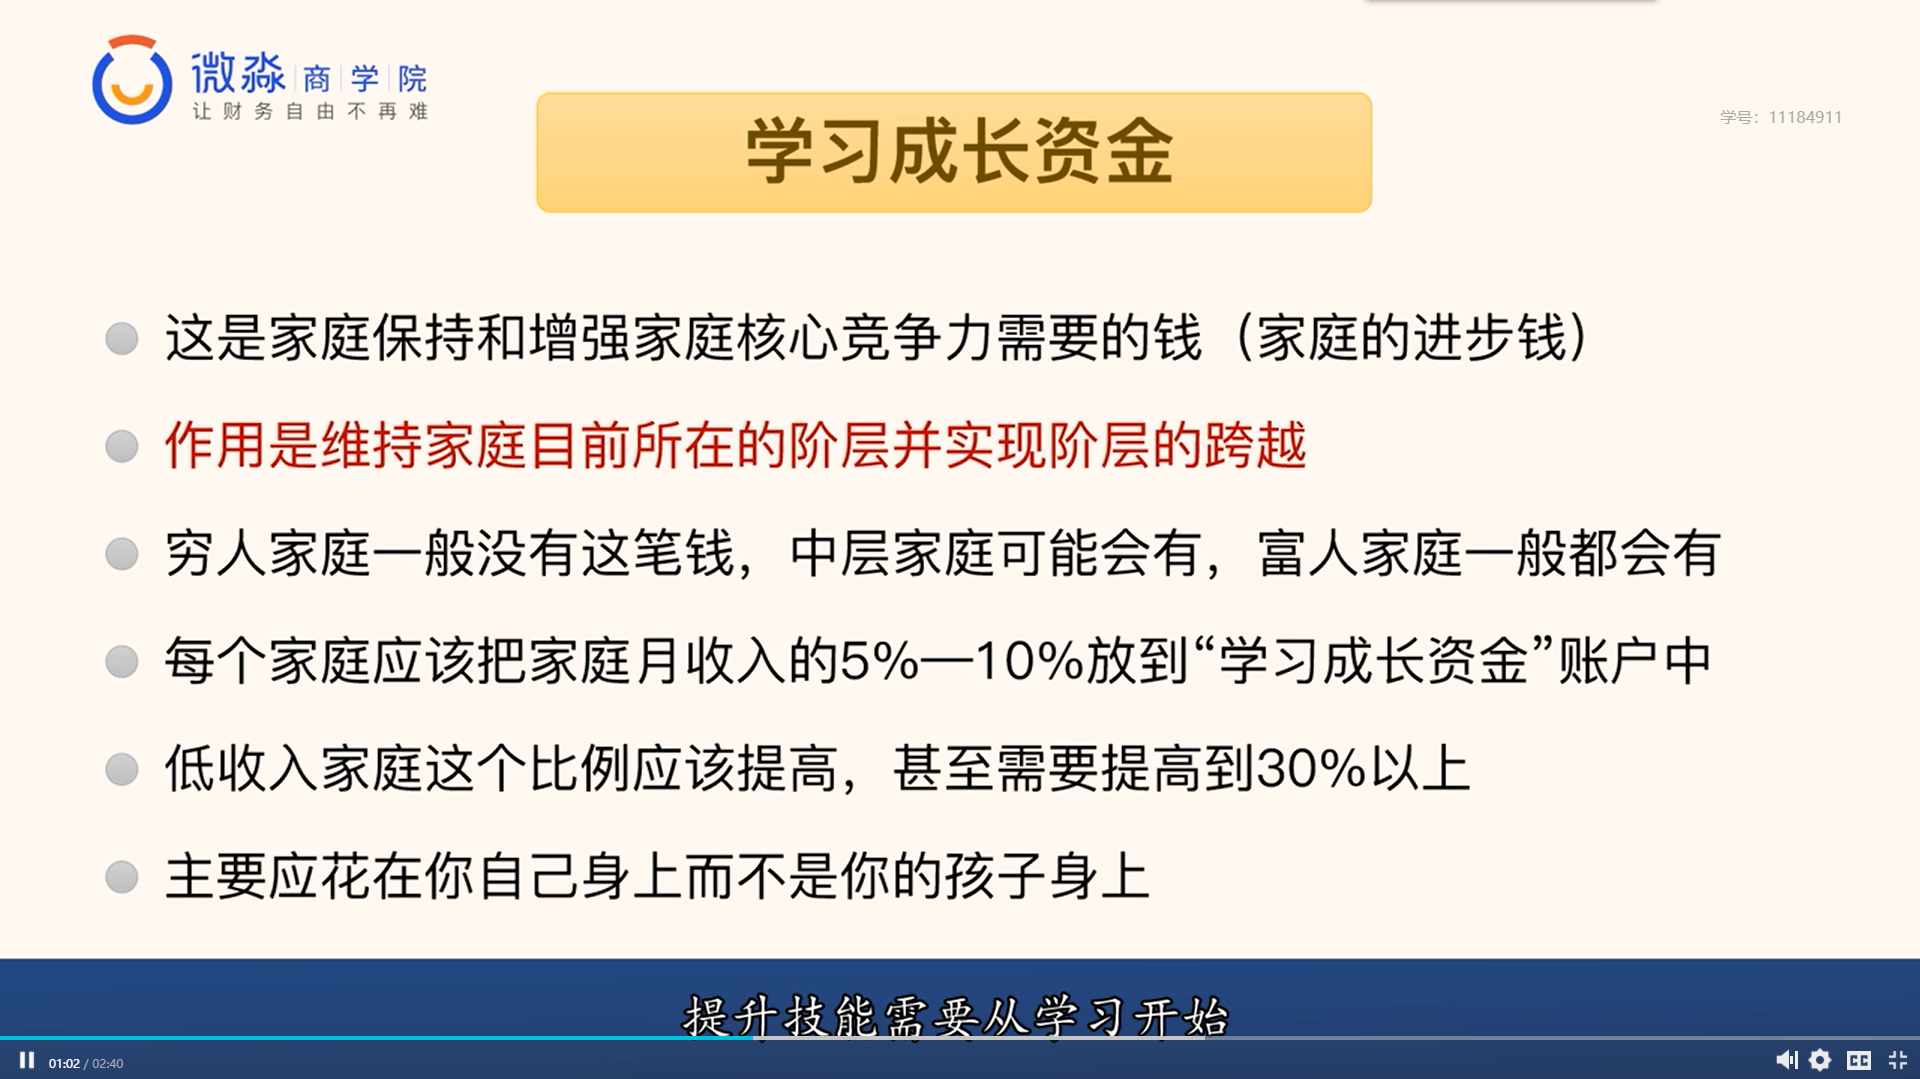 微淼商学院
让财务自由不再难
学习成长资金
学号：11184911
这是家庭保持和增强家庭核心竞争力需要的钱（家庭的进步钱）
作用是维持家庭目前所在的阶层并实现阶层的跨越
穷人家庭一般没有这笔钱，中层家庭可能会有，富人家庭一般都会有
每个家庭应该把家庭月收入的5%—10%放到“学习成长资金”账户中
低收入家庭这个比例应该提高，甚至需要提高到30%以上
主要应花在你自己身上而不是你的孩子身上
提升技能需要从学习开始
01:02 / 02:40
CC